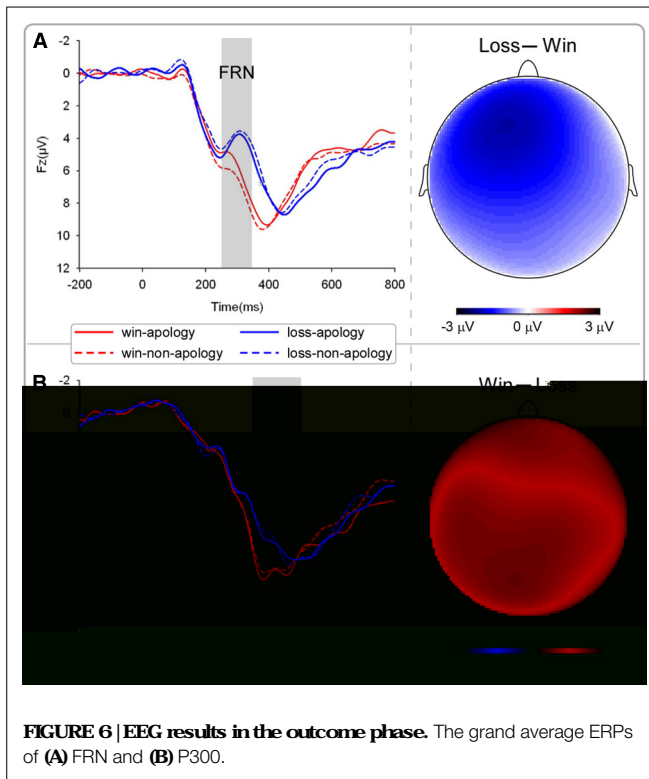 A
Loss— Win
-2
0
4
6
8
10
12
Fz(μV)
FRN
-200 0 200 400 600 800
Time(ms)
-3 μV 0 μV 3 μV
win-apology loss-apology
win-non-apology loss-non-apology
B
-2
0
Win—Loss
FIGURE 6 | EEG results in the outcome phase. The grand average ERPs
of (A) FRN and (B) P300.